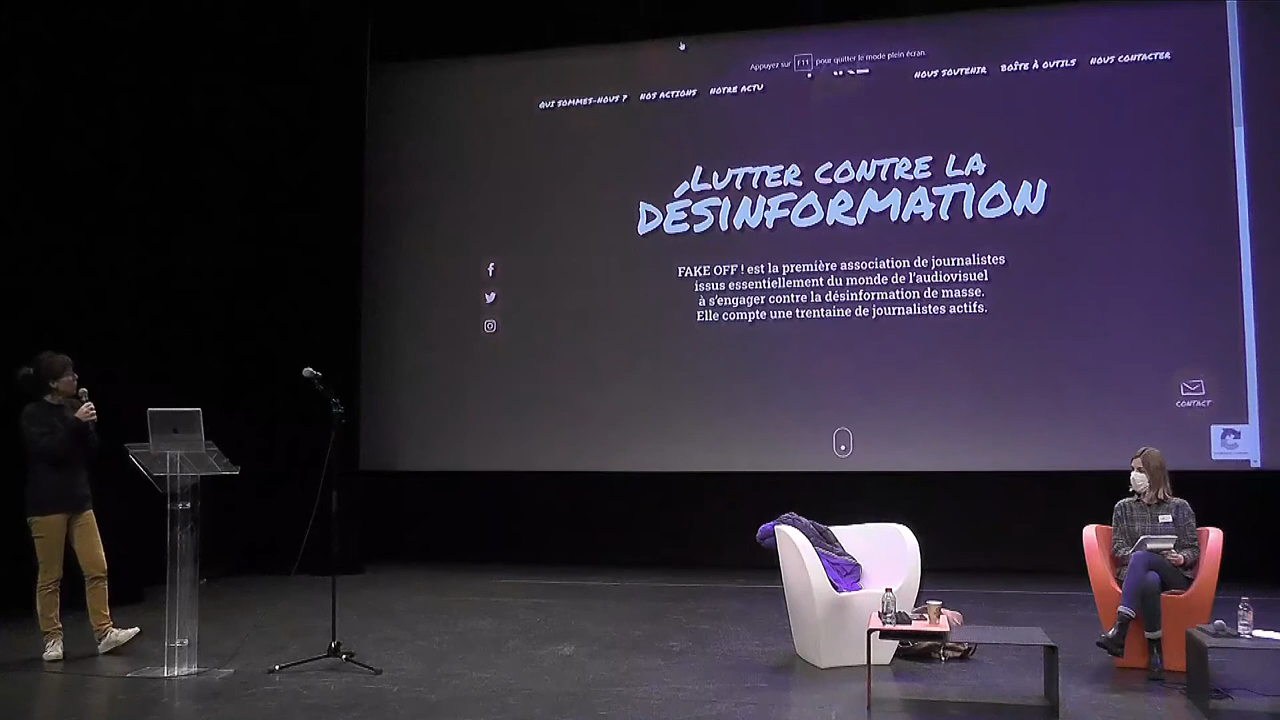 Appuyez sur F11 pour quitter le mode plein écran.
QUI SOMMES-NOUS ? NOS ACTIONS NOTRE ACTU
NOUS SOUTENIR BOÎTE À OUTILS NOUS CONTACTER
LUTTER CONTRE LA
DÉSINFORMATION
FAKE OFF ! est la première association de journalistes
issus essentiellement du monde de l'audiovisuel
à s'engager contre la désinformation de masse.
Elle compte une trentaine de journalistes actifs.
CONTACT